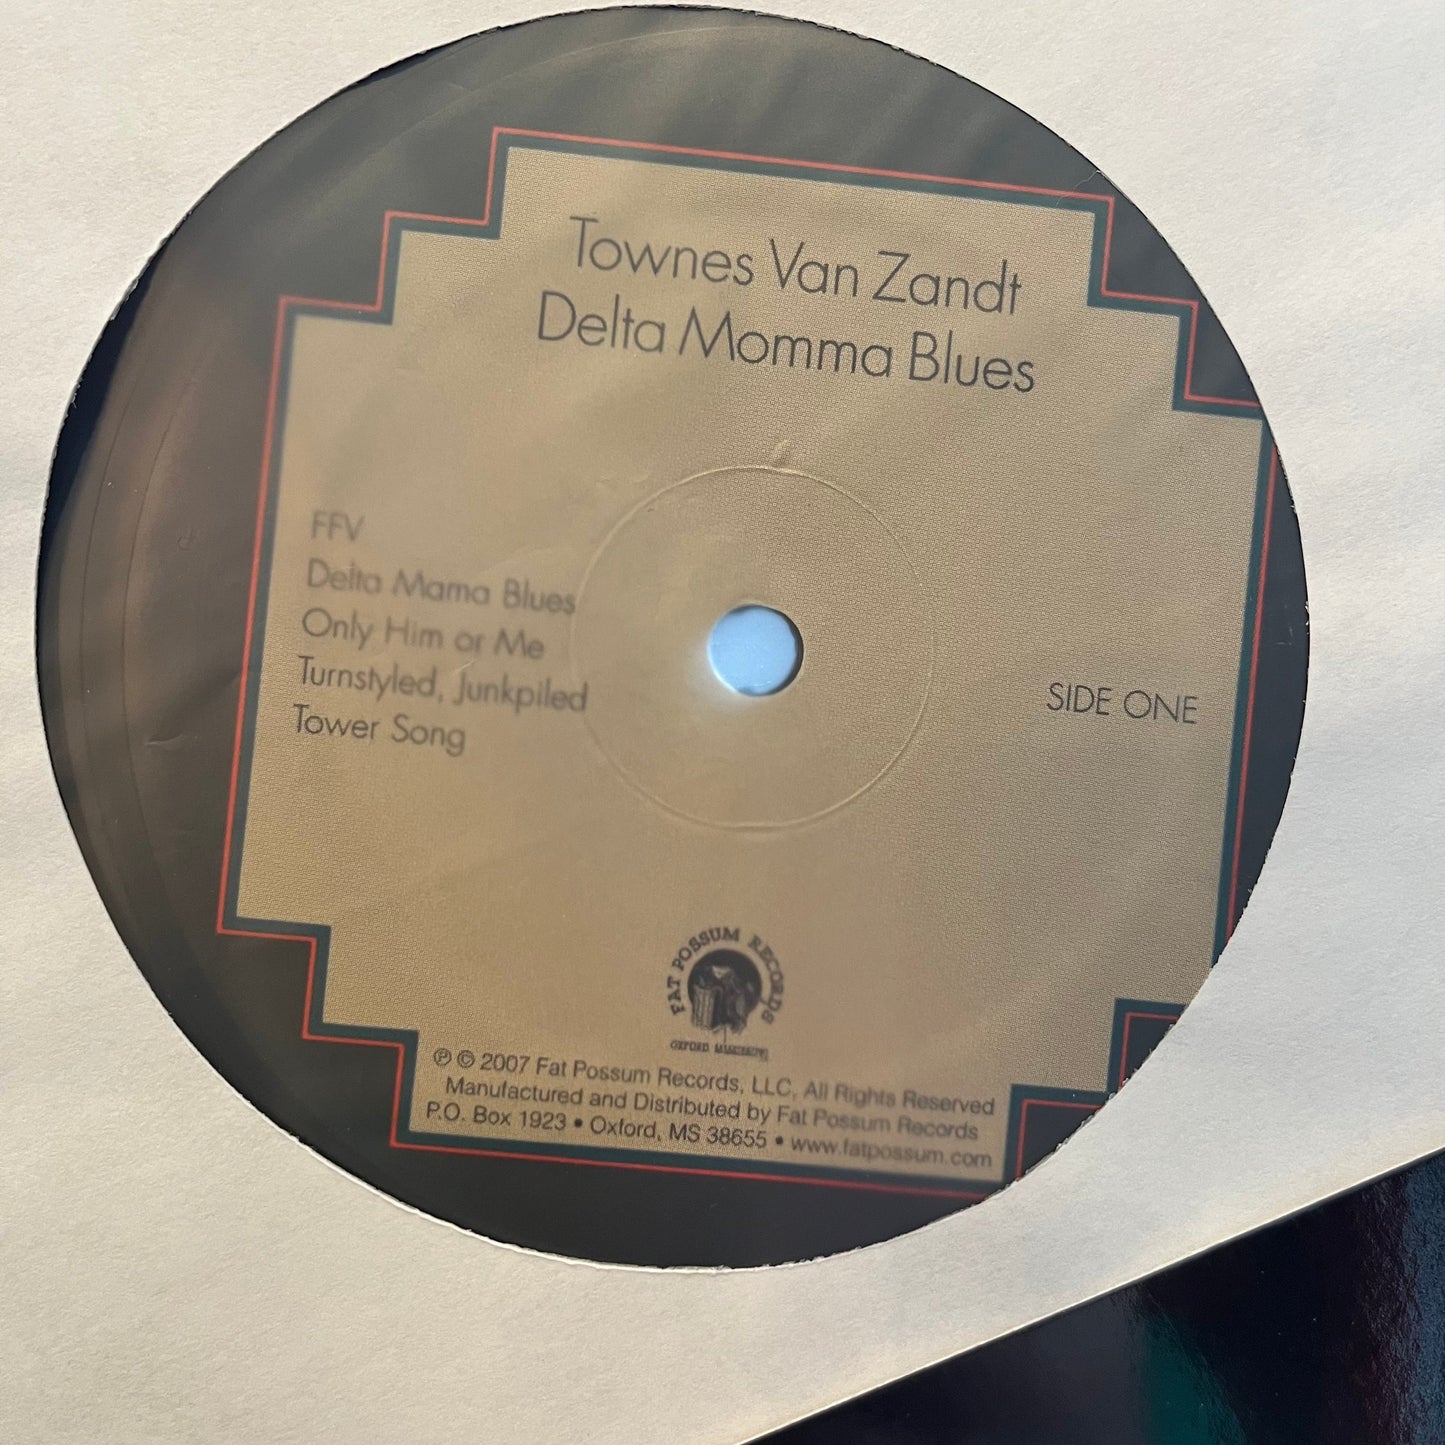 Townes Van Zandt
Delta Momma Blues
FFV
Delta Mama Blues
Only Him or Me
Turnstyled, Junkpiled
Tower Song
SIDE ONE
FAT POSSUM RECORDS
OXFORD MISSISSIPPI
℗ © 2007 Fat Possum Records, LLC, All Rights Reserved
Manufactured and Distributed by Fat Possum Records
P.O. Box 1923 • Oxford, MS 38655 • www.fatpossum.com